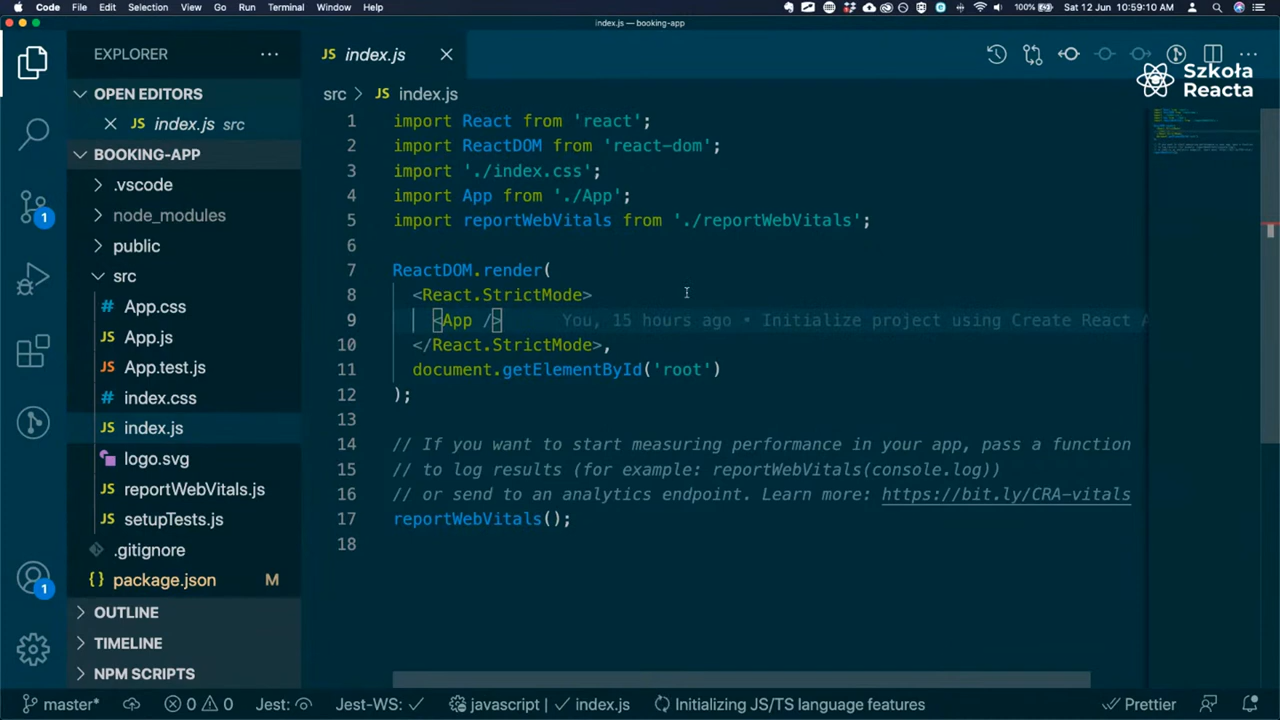 Code File Edit Selection View Go Run Terminal Window Help 100% Sat 12 Jun 10:59:10 AM
index.js — booking-app
EXPLORER
JS index.js
Szkoła
Reacta
OPEN EDITORS
JS index.js src
BOOKING-APP
.vscode
node_modules
public
src
# App.css
JS App.js
JS App.test.js
# index.css
JS index.js
logo.svg
JS reportWebVitals.js
JS setupTests.js
.gitignore
{} package.json M
OUTLINE
TIMELINE
NPM SCRIPTS
1
1
src > JS index.js
1 import React from 'react';
2 import ReactDOM from 'react-dom';
3 import './index.css';
4 import App from './App';
5 import reportWebVitals from './reportWebVitals';
6
7 ReactDOM.render(
8 <React.StrictMode>
9 <App /> You, 15 hours ago • Initialize project using Create React A
10 </React.StrictMode>,
11 document.getElementById('root')
12 );
13
14 // If you want to start measuring performance in your app, pass a function
15 // to log results (for example: reportWebVitals(console.log))
16 // or send to an analytics endpoint. Learn more: https://bit.ly/CRA-vitals
17 reportWebVitals();
18
master* 0 0 Jest: Jest-WS: javascript | index.js Initializing JS/TS language features Prettier